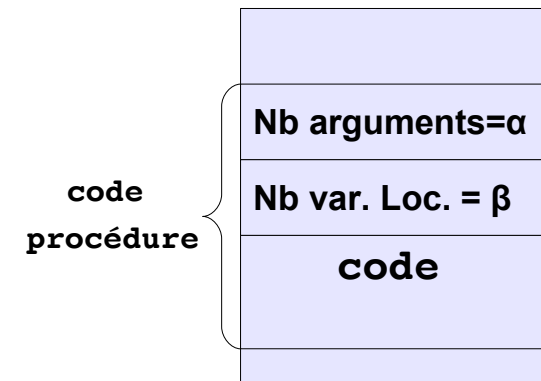 Nb arguments=α
Nb var. Loc. = β
code
code
procédure